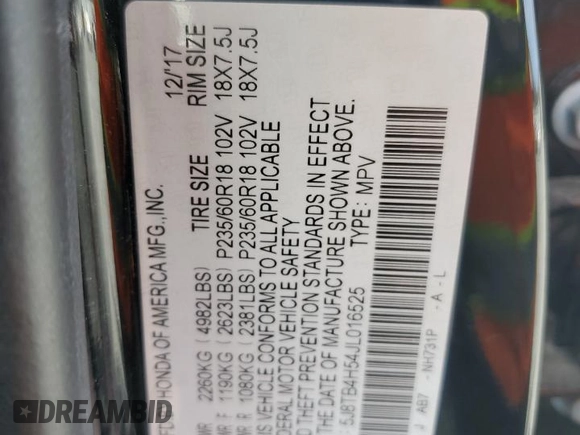 HONDA OF AMERICA MFG.,INC. 12/'17
TIRE SIZE RIM SIZE
2260KG (4982LBS)
F 1190KG (2623LBS) P235/60R18 102V 18X7.5J
R 1080KG (2381LBS) P235/60R18 102V 18X7.5J
VEHICLE CONFORMS TO ALL APPLICABLE
MOTOR VEHICLE SAFETY
THEFT PREVENTION STANDARDS IN EFFECT
THE DATE OF MANUFACTURE SHOWN ABOVE.
5J8TB4H54JL016525 TYPE: MPV
J AB7 - NH731P - A - L
DREAMBID.COM